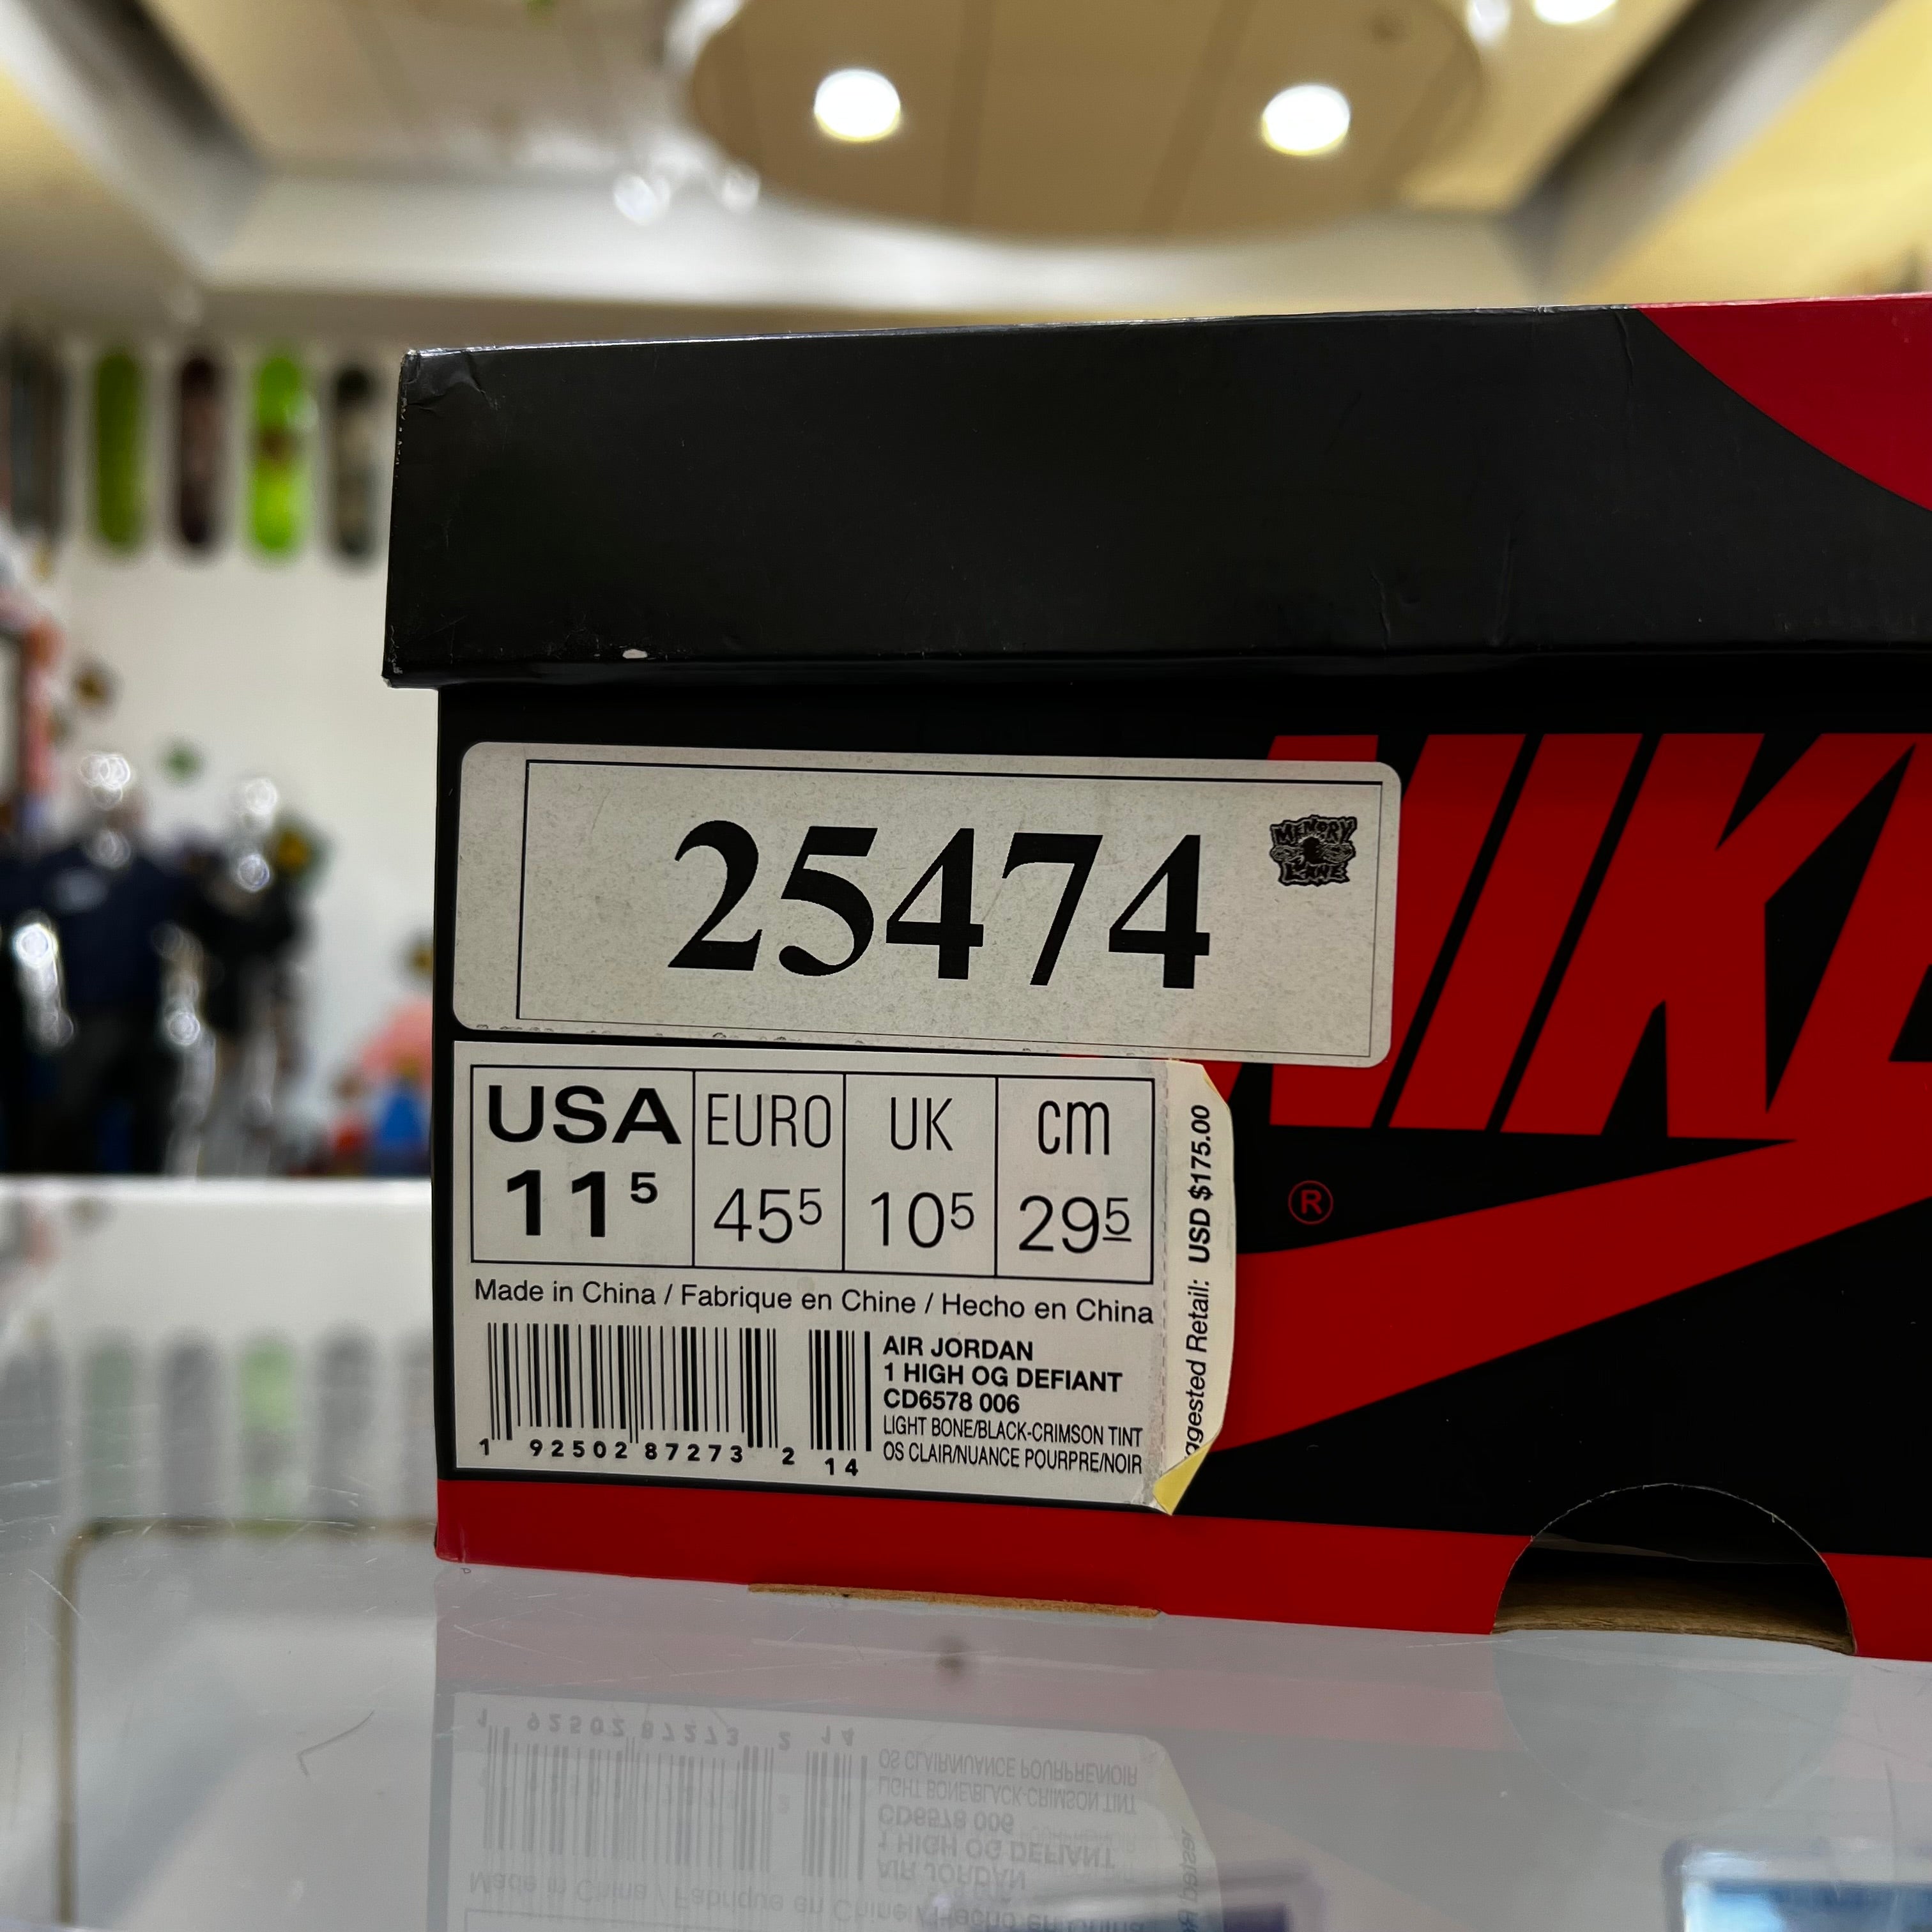 25474
MEMORY
LANE
NIKE
®
USA EURO UK cm
11⁵ 45⁵ 10⁵ 29⁵
Suggested Retail: USD $175.00
Made in China / Fabrique en Chine / Hecho en China
AIR JORDAN
1 HIGH OG DEFIANT
CD6578 006
LIGHT BONE/BLACK-CRIMSON TINT
OS CLAIR/NUANCE POURPRE/NOIR
1 92502 87273 2 14